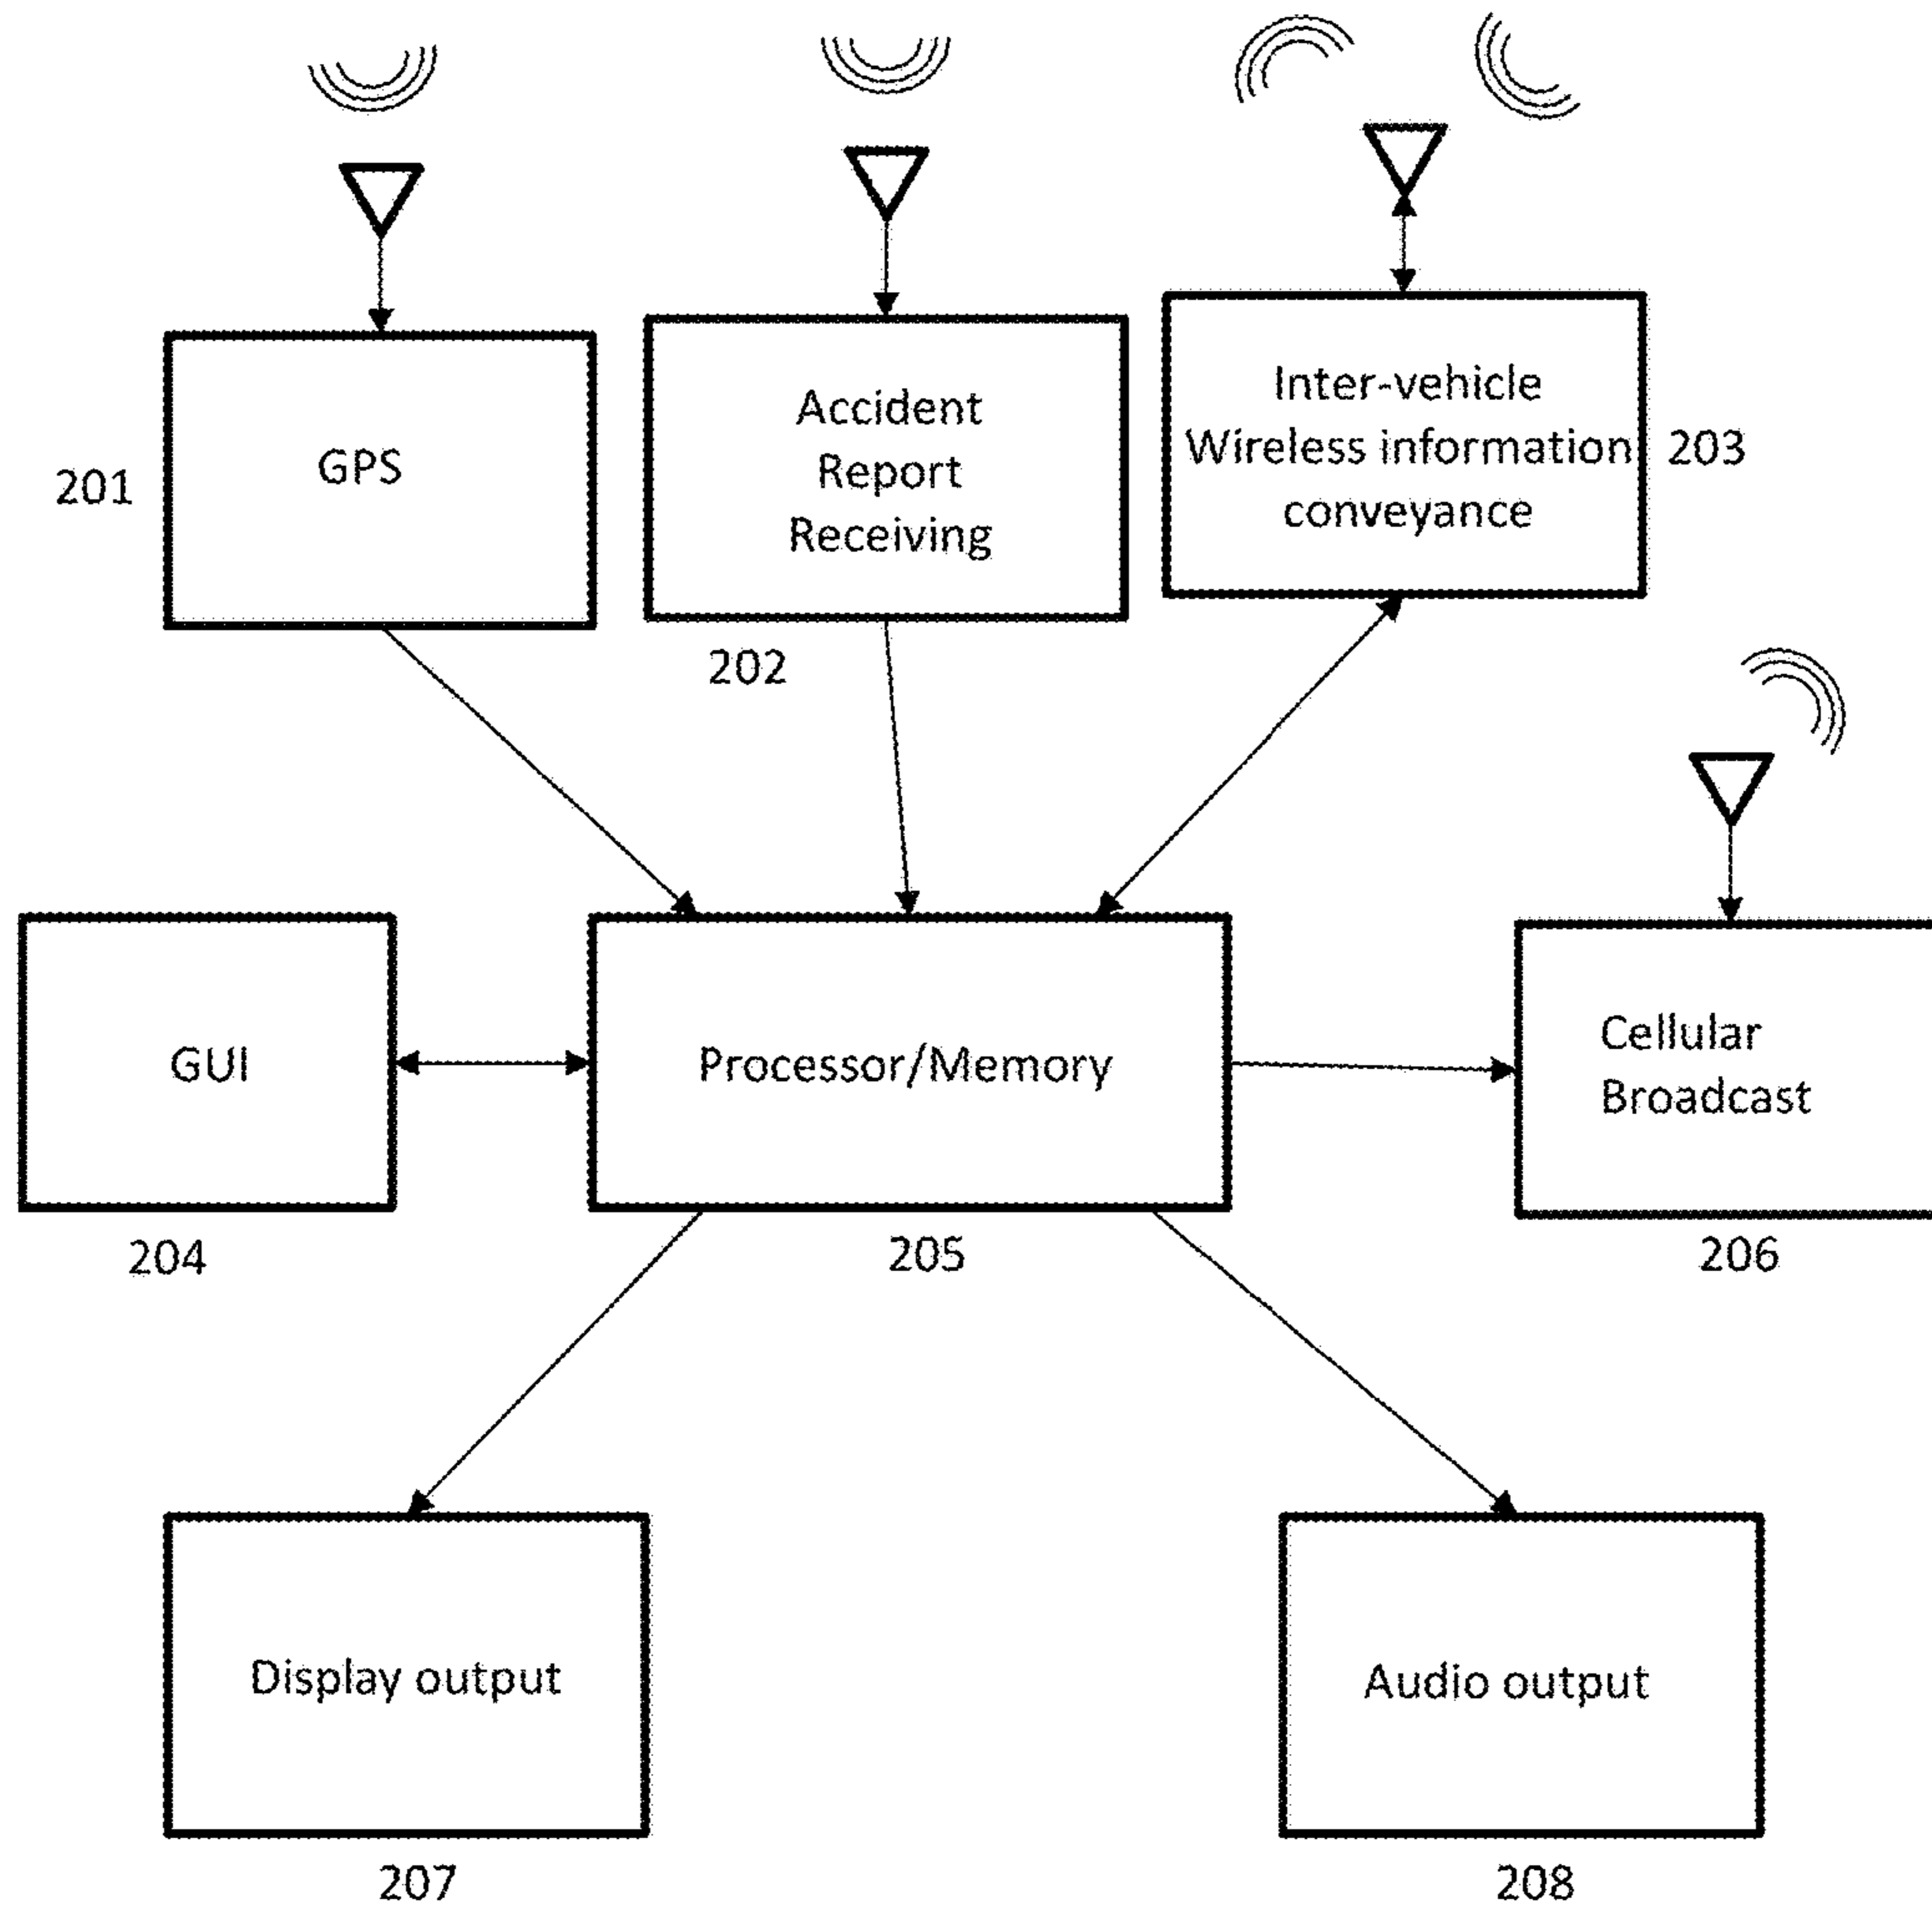 GPS
201
Accident
Report
Receiving
202
Inter-vehicle
Wireless information
conveyance
203
GUI
204
Processor/Memory
205
Cellular
Broadcast
206
Display output
207
Audio output
208